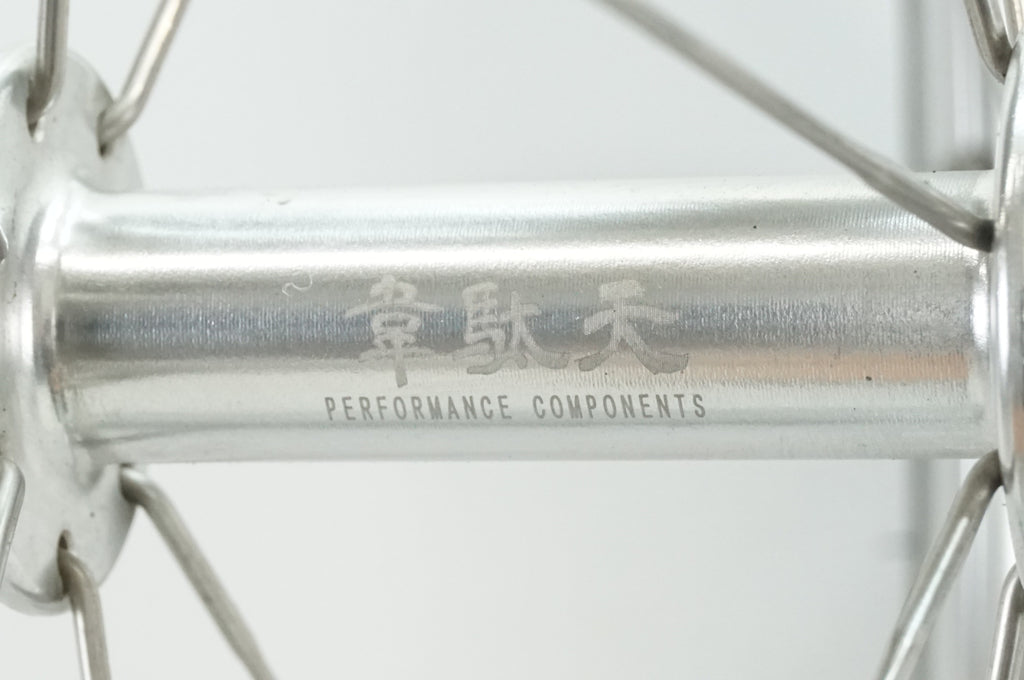 韋駄天
PERFORMANCE COMPONENTS